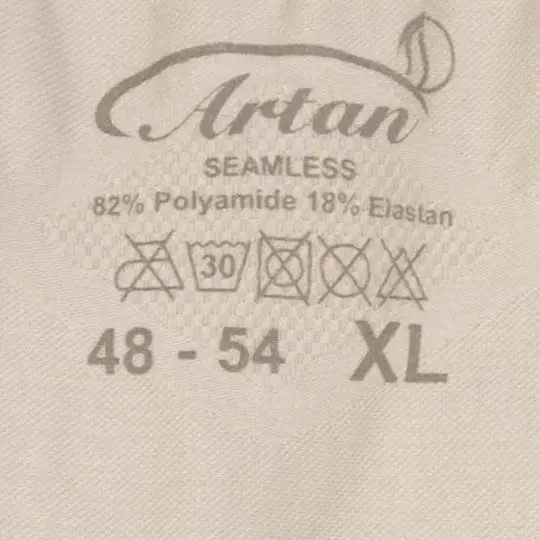 Artan
SEAMLESS
82% Polyamide 18% Elastan
30
48 - 54 XL